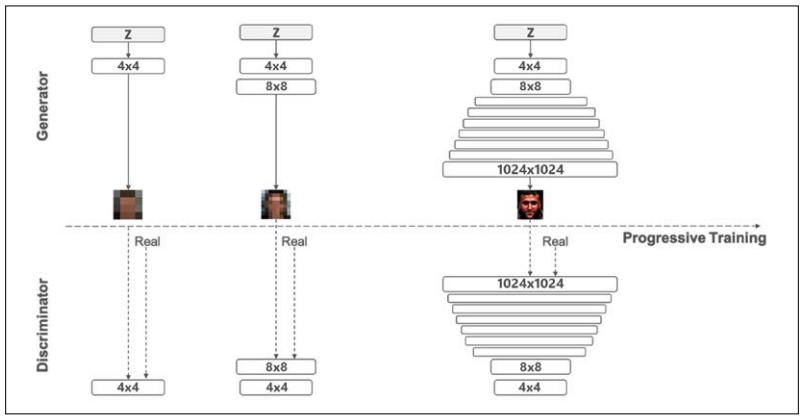 Generator
Z
4x4
Z
4x4
8x8
Z
4x4
8x8
1024x1024
Progressive Training
Discriminator
Real
4x4
Real
8x8
4x4
Real
1024x1024
8x8
4x4